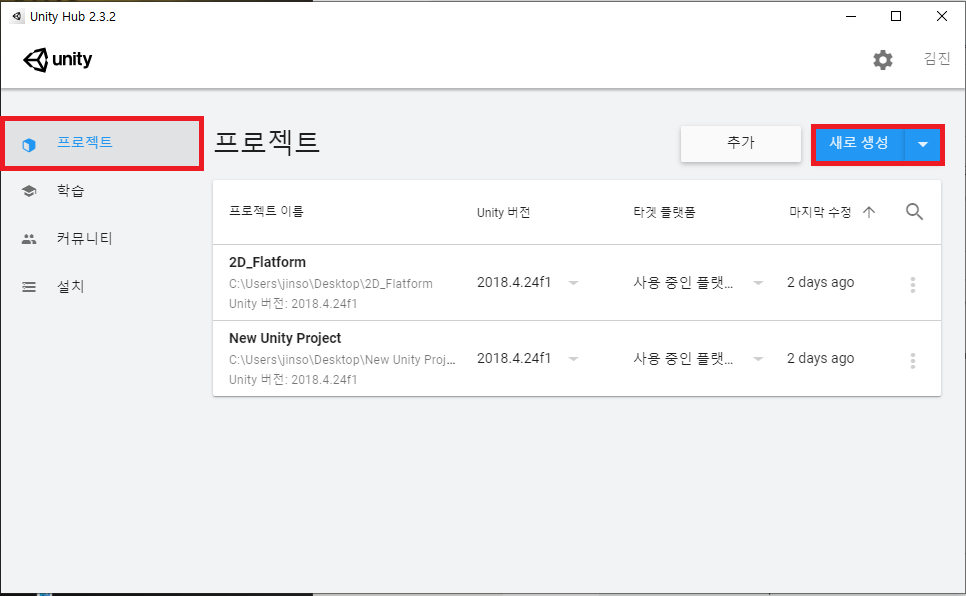 Unity Hub 2.3.2
unity
김진
프로젝트
학습
커뮤니티
설치
프로젝트
추가
새로 생성
프로젝트 이름 Unity 버전 타겟 플랫폼 마지막 수정
2D_Flatform
C:\Users\jinso\Desktop\2D_Flatform
Unity 버전: 2018.4.24f1
2018.4.24f1 사용 중인 플랫... 2 days ago
New Unity Project
C:\Users\jinso\Desktop\New Unity Proj...
Unity 버전: 2018.4.24f1
2018.4.24f1 사용 중인 플랫... 2 days ago